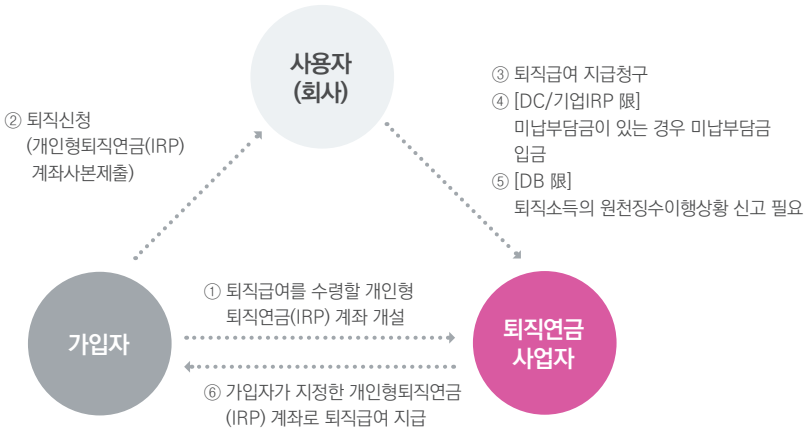 사용자
(회사)
② 퇴직신청
(개인형퇴직연금(IRP)
계좌사본제출)
③ 퇴직급여 지급청구
④ [DC/기업IRP 限]
미납부담금이 있는 경우 미납부담금
입금
⑤ [DB 限]
퇴직소득의 원천징수이행상황 신고 필요
가입자
① 퇴직급여를 수령할 개인형
퇴직연금(IRP) 계좌 개설
퇴직연금
사업자
⑥ 가입자가 지정한 개인형퇴직연금
(IRP) 계좌로 퇴직급여 지급